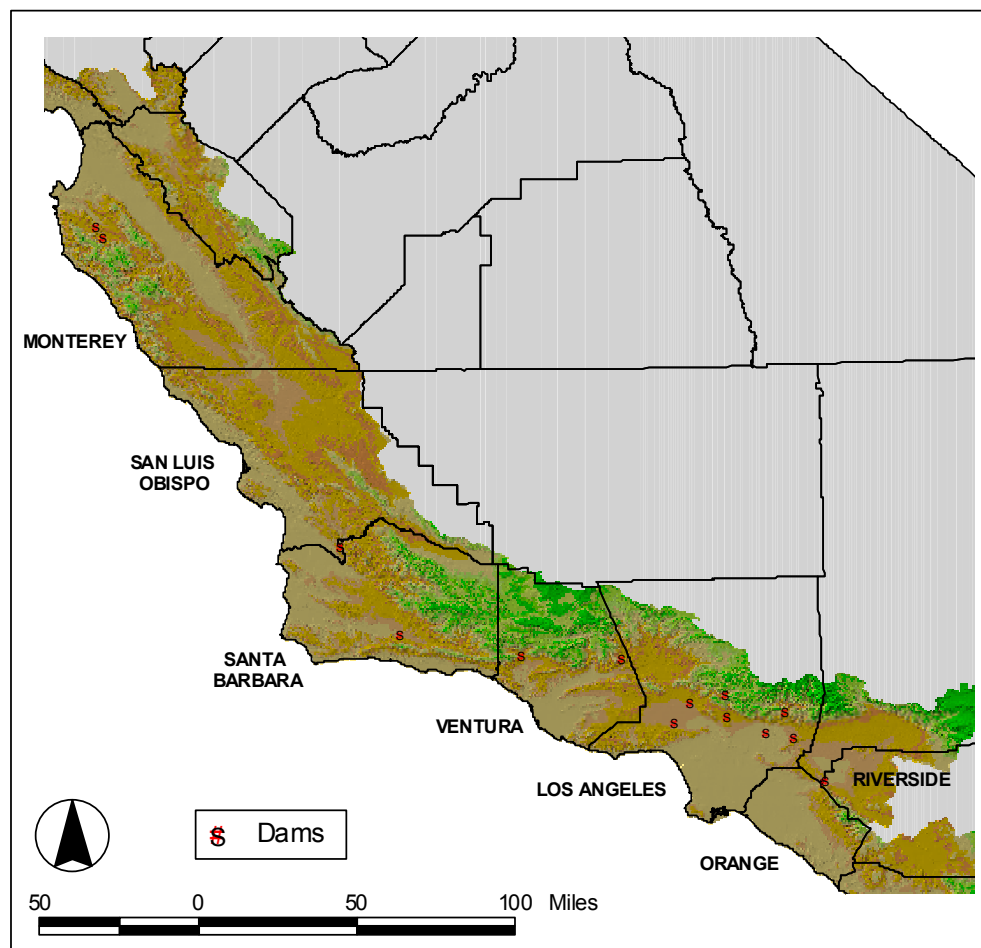 MONTEREY
SAN LUIS
OBISPO
SANTA
BARBARA
VENTURA
LOS ANGELES
RIVERSIDE
ORANGE
Dams
50 0 50 100 Miles